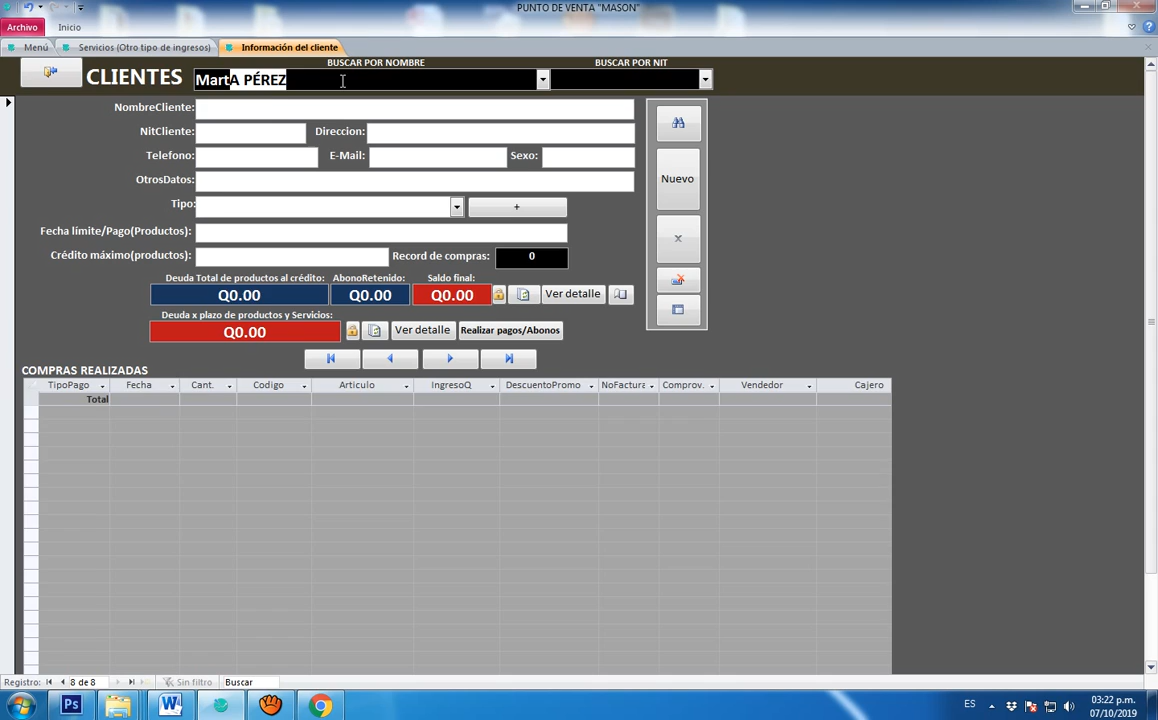 PUNTO DE VENTA "MASON"
Archivo Inicio
Menú Servicios (Otro tipo de ingresos) Información del cliente
CLIENTES
BUSCAR POR NOMBRE BUSCAR POR NIT
MartA PÉREZ
NombreCliente:
NitCliente: Direccion:
Telefono: E-Mail: Sexo:
OtrosDatos:
Tipo: +
Fecha límite/Pago(Productos):
Crédito máximo(productos): Record de compras: 0
Nuevo
Deuda Total de productos al crédito: AbonoRetenido: Saldo final:
Q0.00 Q0.00 Q0.00 Ver detalle
Deuda x plazo de productos y Servicios:
Q0.00 Ver detalle Realizar pagos/Abonos
COMPRAS REALIZADAS
TipoPago Fecha Cant. Codigo Articulo IngresoQ DescuentoPromo NoFactura Comprov. Vendedor Cajero
Total
Registro: 8 de 8 Sin filtro Buscar
ES 03:22 p.m.
07/10/2019